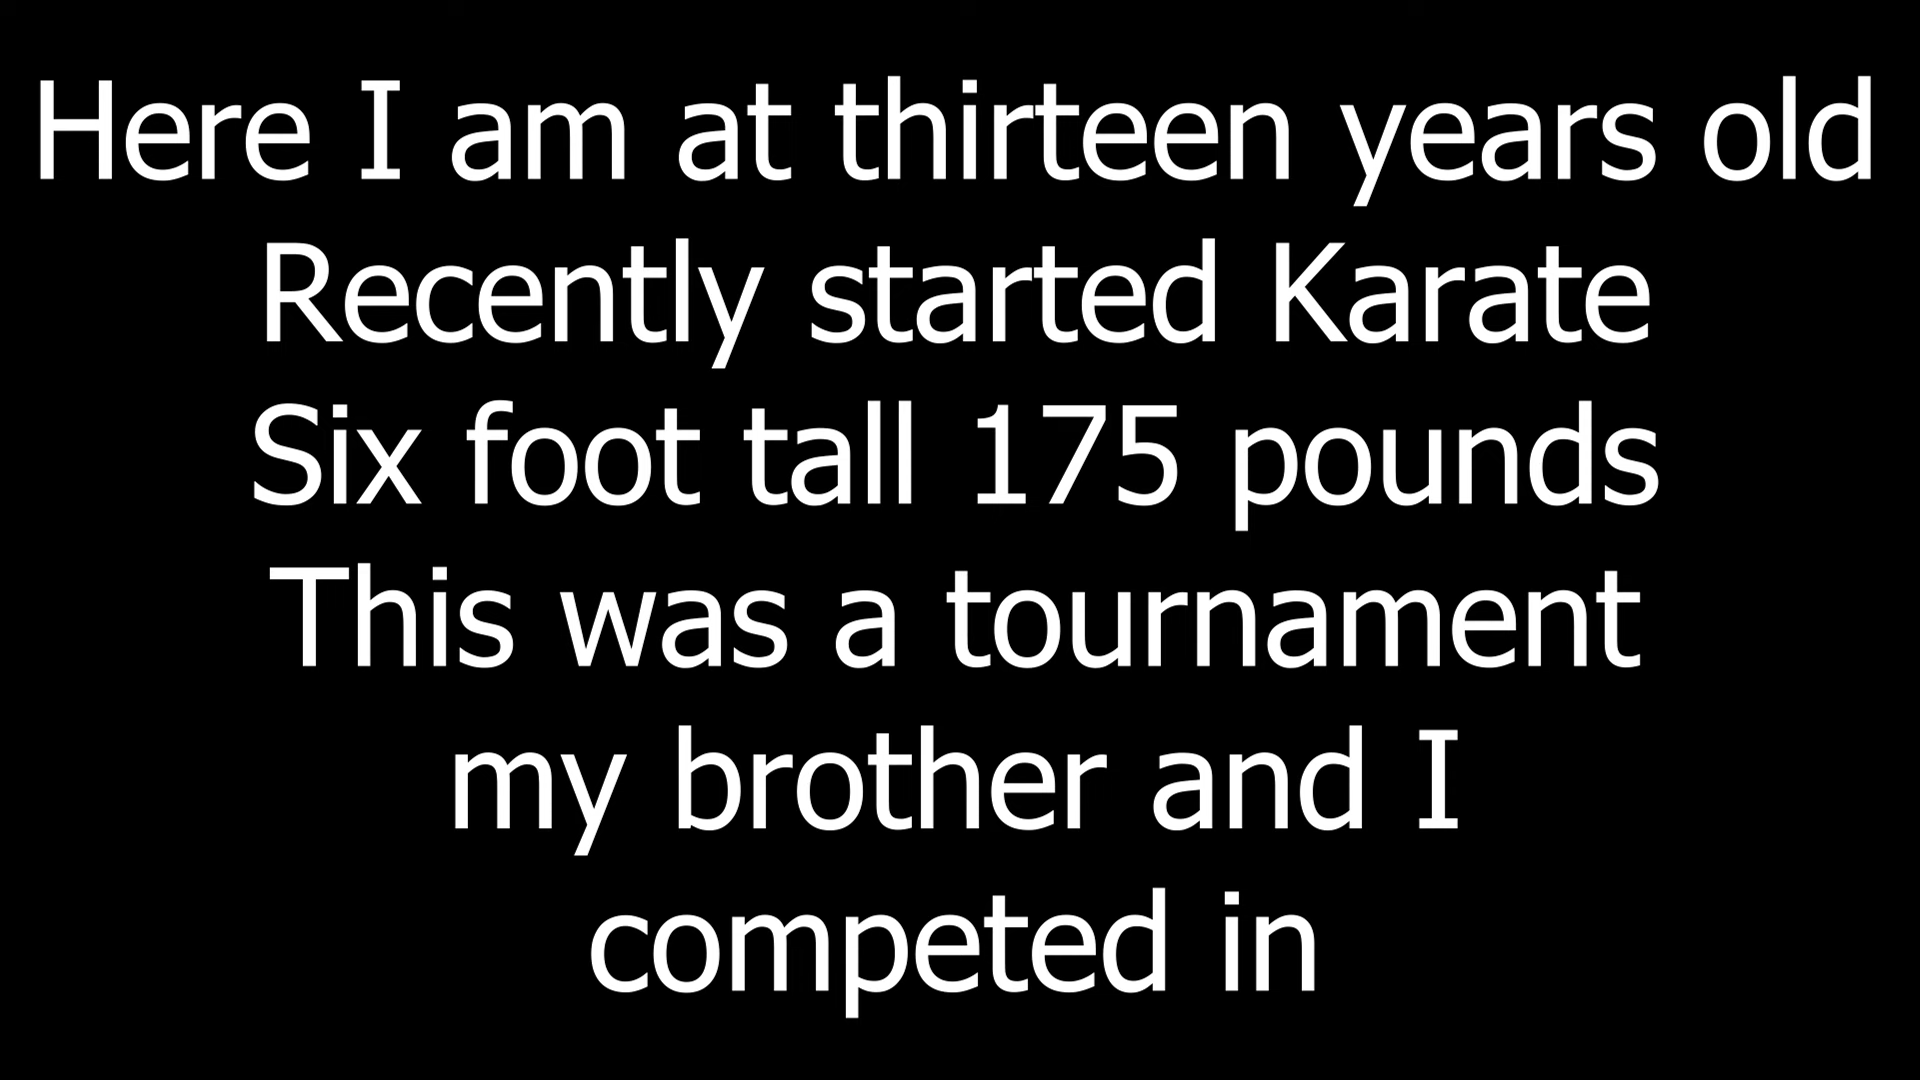 Here I am at thirteen years old
Recently started Karate
Six foot tall 175 pounds
This was a tournament
my brother and I
competed in